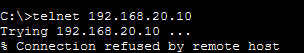 C:\>telnet 192.168.20.10
Trying 192.168.20.10 ...
% Connection refused by remote host